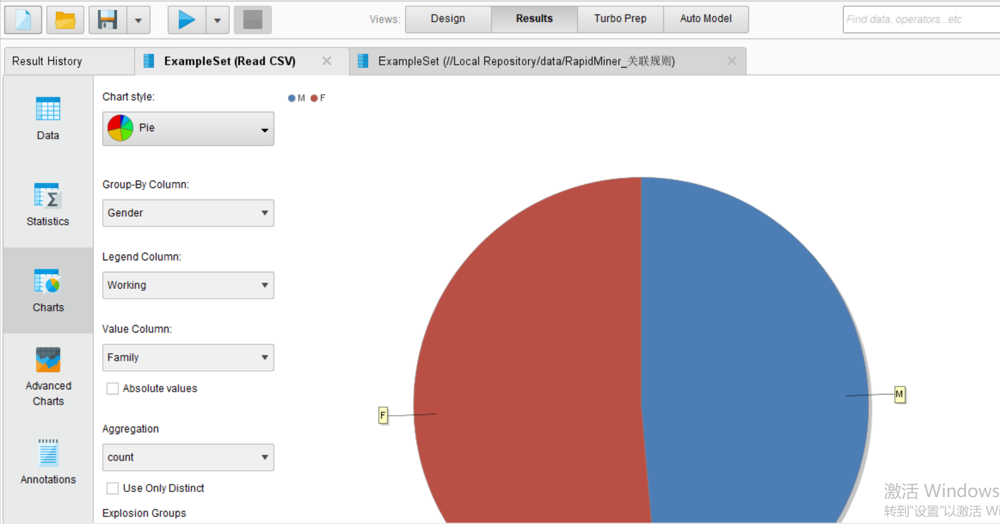 Views:
Design
Results
Turbo Prep
Auto Model
Find data, operators...etc
Result History
ExampleSet (Read CSV)
ExampleSet (//Local Repository/data/RapidMiner_关联规则)
Data
Statistics
Charts
Advanced
Charts
Annotations
Chart style:
Pie
Group-By Column:
Gender
Legend Column:
Working
Value Column:
Family
Absolute values
Aggregation
count
Use Only Distinct
Explosion Groups
M
F
F
M
激活 Windows
转到“设置”以激活 Wi